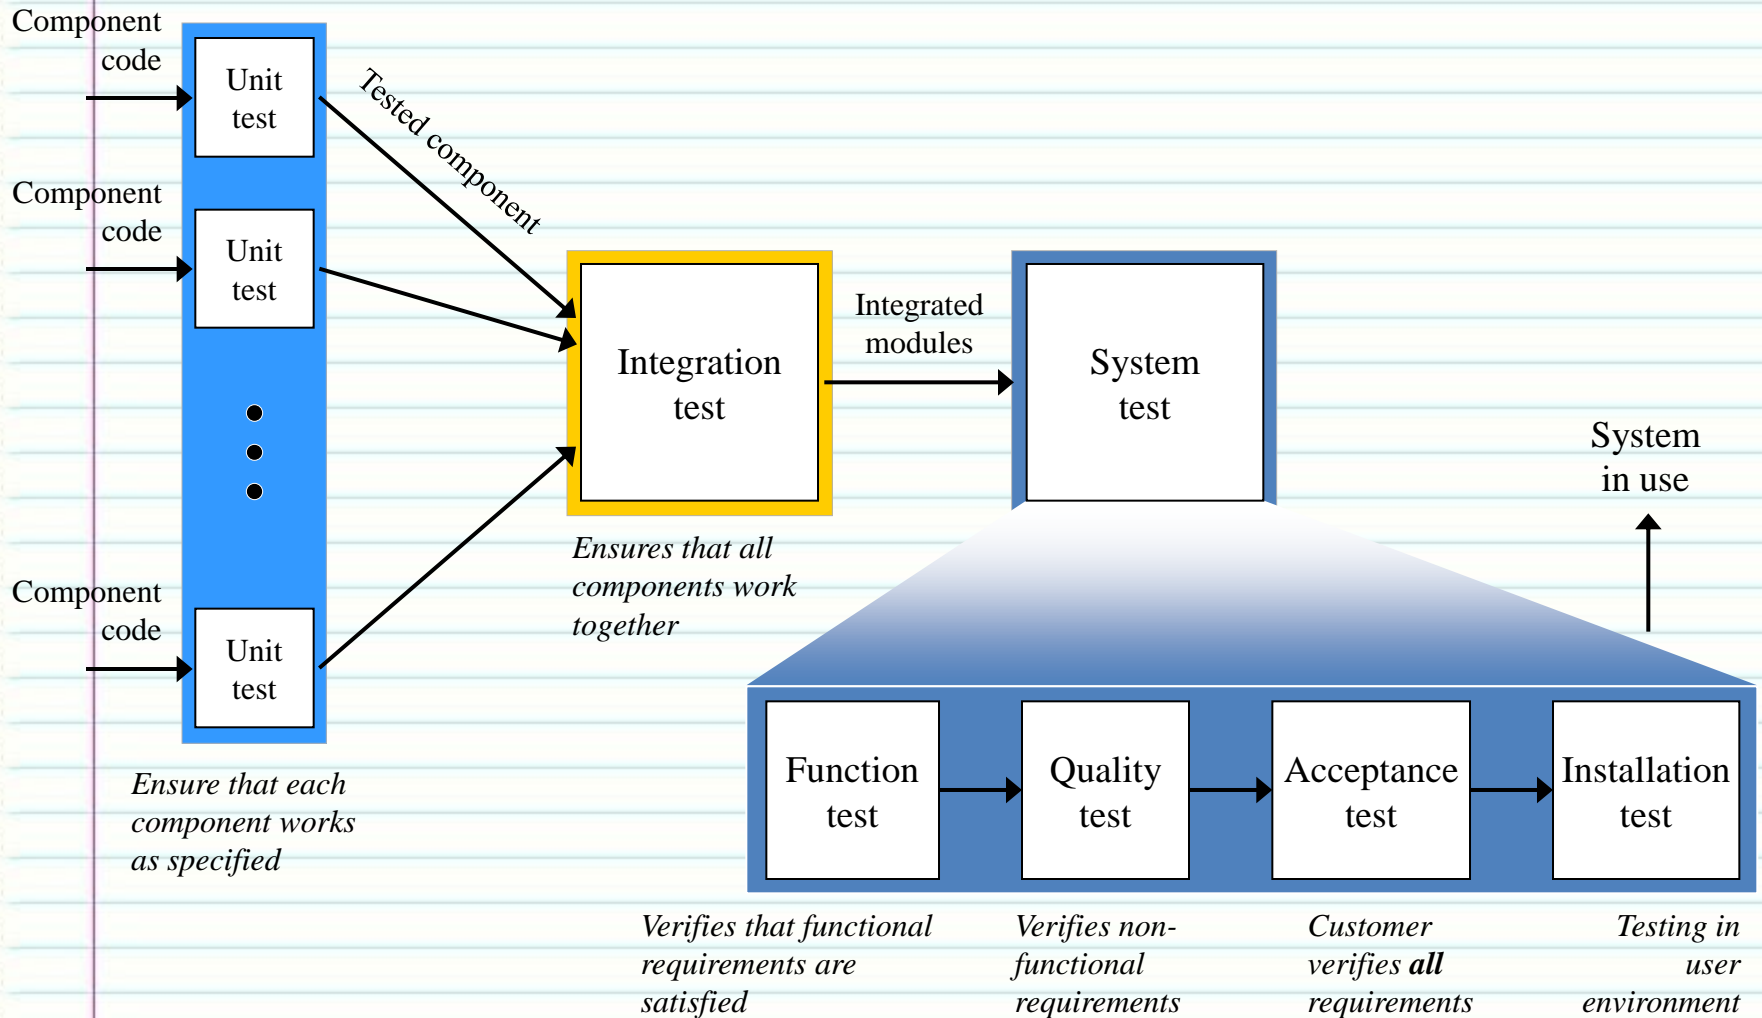 Component
code
Unit
test
Tested component
Component
code
Unit
test
Integration
test
Integrated
modules
System
test
System
in use
Ensures that all
components work
together
Component
code
Unit
test
Ensure that each
component works
as specified
Function
test
Quality
test
Acceptance
test
Installation
test
Verifies that functional
requirements are
satisfied
Verifies non-
functional
requirements
Customer
verifies all
requirements
Testing in
user
environment